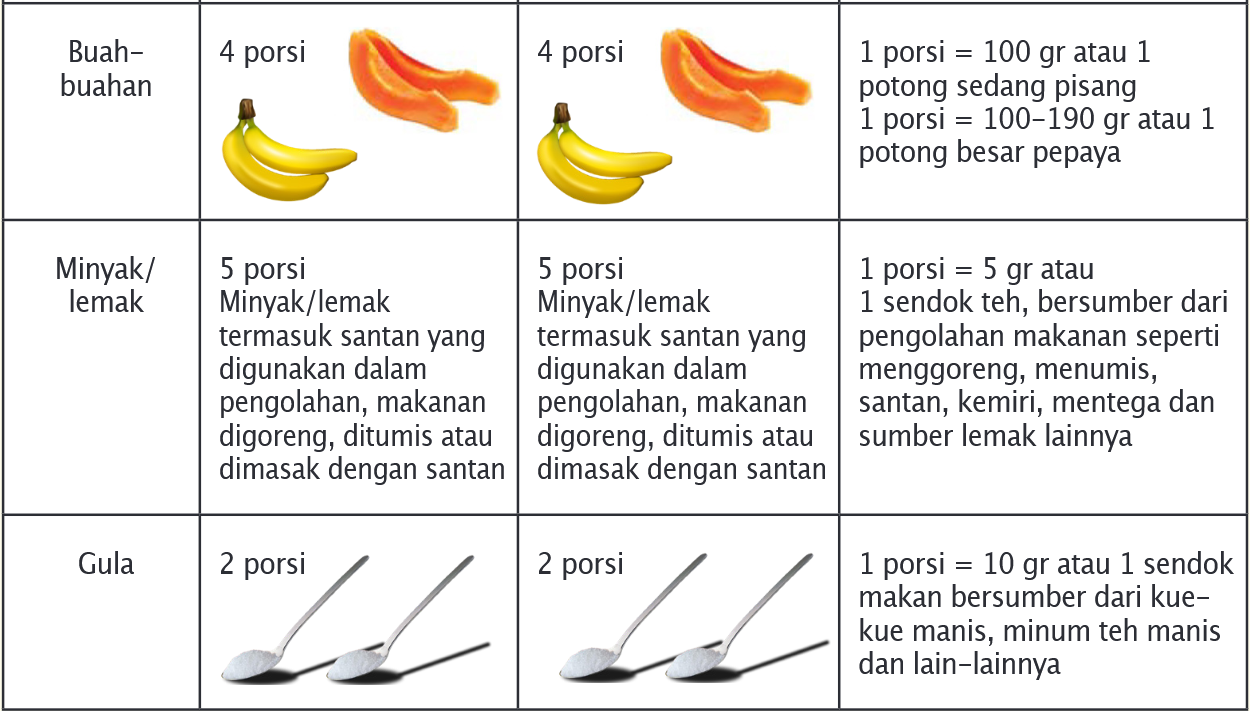 Buah-
buahan
4 porsi
4 porsi
1 porsi = 100 gr atau 1
potong sedang pisang
1 porsi = 100-190 gr atau 1
potong besar pepaya
Minyak/
lemak
5 porsi
Minyak/lemak
termasuk santan yang
digunakan dalam
pengolahan, makanan
digoreng, ditumis atau
dimasak dengan santan
5 porsi
Minyak/lemak
termasuk santan yang
digunakan dalam
pengolahan, makanan
digoreng, ditumis atau
dimasak dengan santan
1 porsi = 5 gr atau
1 sendok teh, bersumber dari
pengolahan makanan seperti
menggoreng, menumis,
santan, kemiri, mentega dan
sumber lemak lainnya
Gula
2 porsi
2 porsi
1 porsi = 10 gr atau 1 sendok
makan bersumber dari kue-
kue manis, minum teh manis
dan lain-lainnya